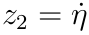 z₂ = η̇